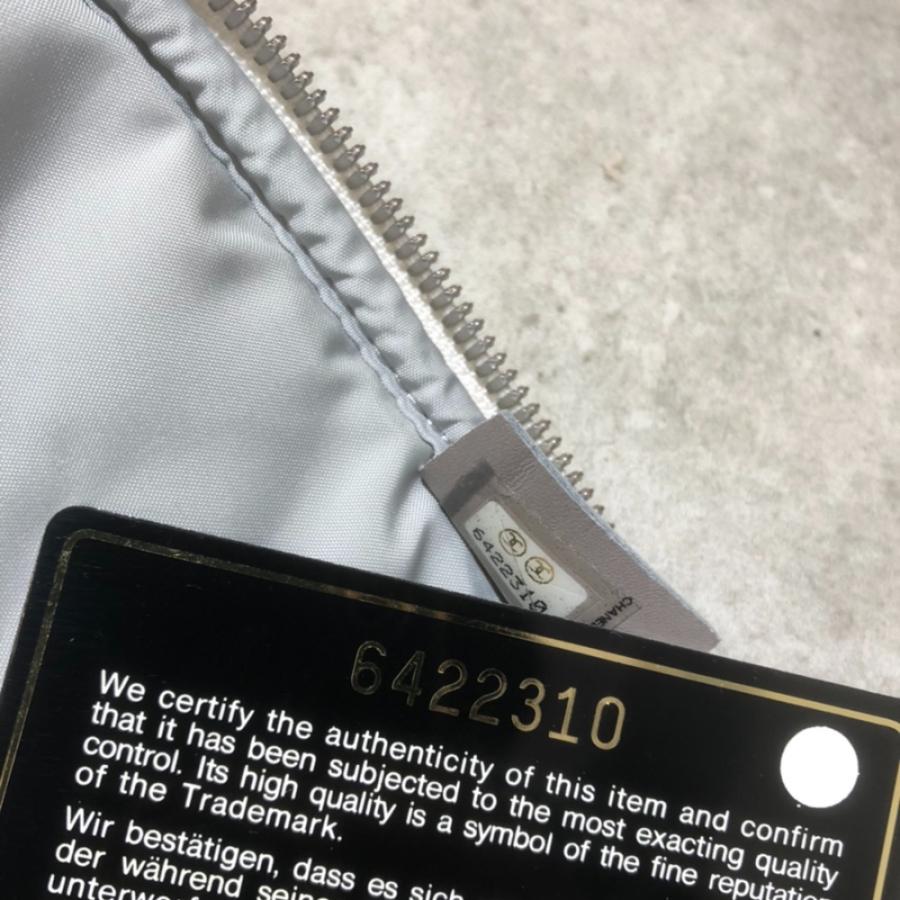 6422310
CHANEL
6422310
We certify the authenticity of this item and confirm
that it has been subjected to the most exacting quality
control. Its high quality is a symbol of the fine reputation
of the Trademark.
Wir bestätigen, dass es sich
der während seine